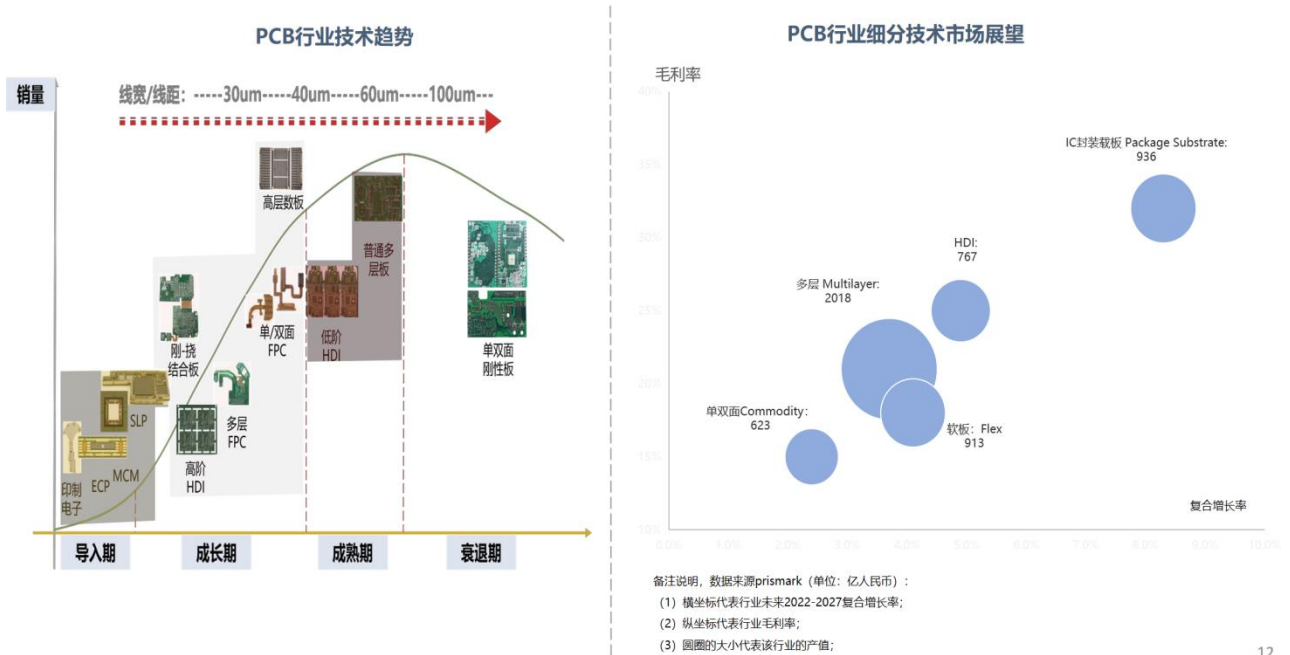 PCB行业技术趋势
销量
线宽/线距：-----30um-----40um-----60um-----100um---
高层数板
普通多
层板
刚-挠
结合板
单/双面
FPC
低阶
HDI
单双面
刚性板
SLP
多层
FPC
MCM
ECP
印制
电子
高阶
HDI
导入期
成长期
成熟期
衰退期
PCB行业细分技术市场展望
毛利率
40%
35%
30%
25%
20%
15%
10%
IC封装载板 Package Substrate:
936
HDI:
767
多层 Multilayer:
2018
单双面Commodity：
623
软板：Flex
913
复合增长率
0.0% 1.0% 2.0% 3.0% 4.0% 5.0% 6.0% 7.0% 8.0% 9.0% 10.0%
备注说明，数据来源prismark（单位：亿人民币）：
（1）横坐标代表行业未来2022-2027复合增长率；
（2）纵坐标代表行业毛利率；
（3）圆圈的大小代表该行业的产值；
12